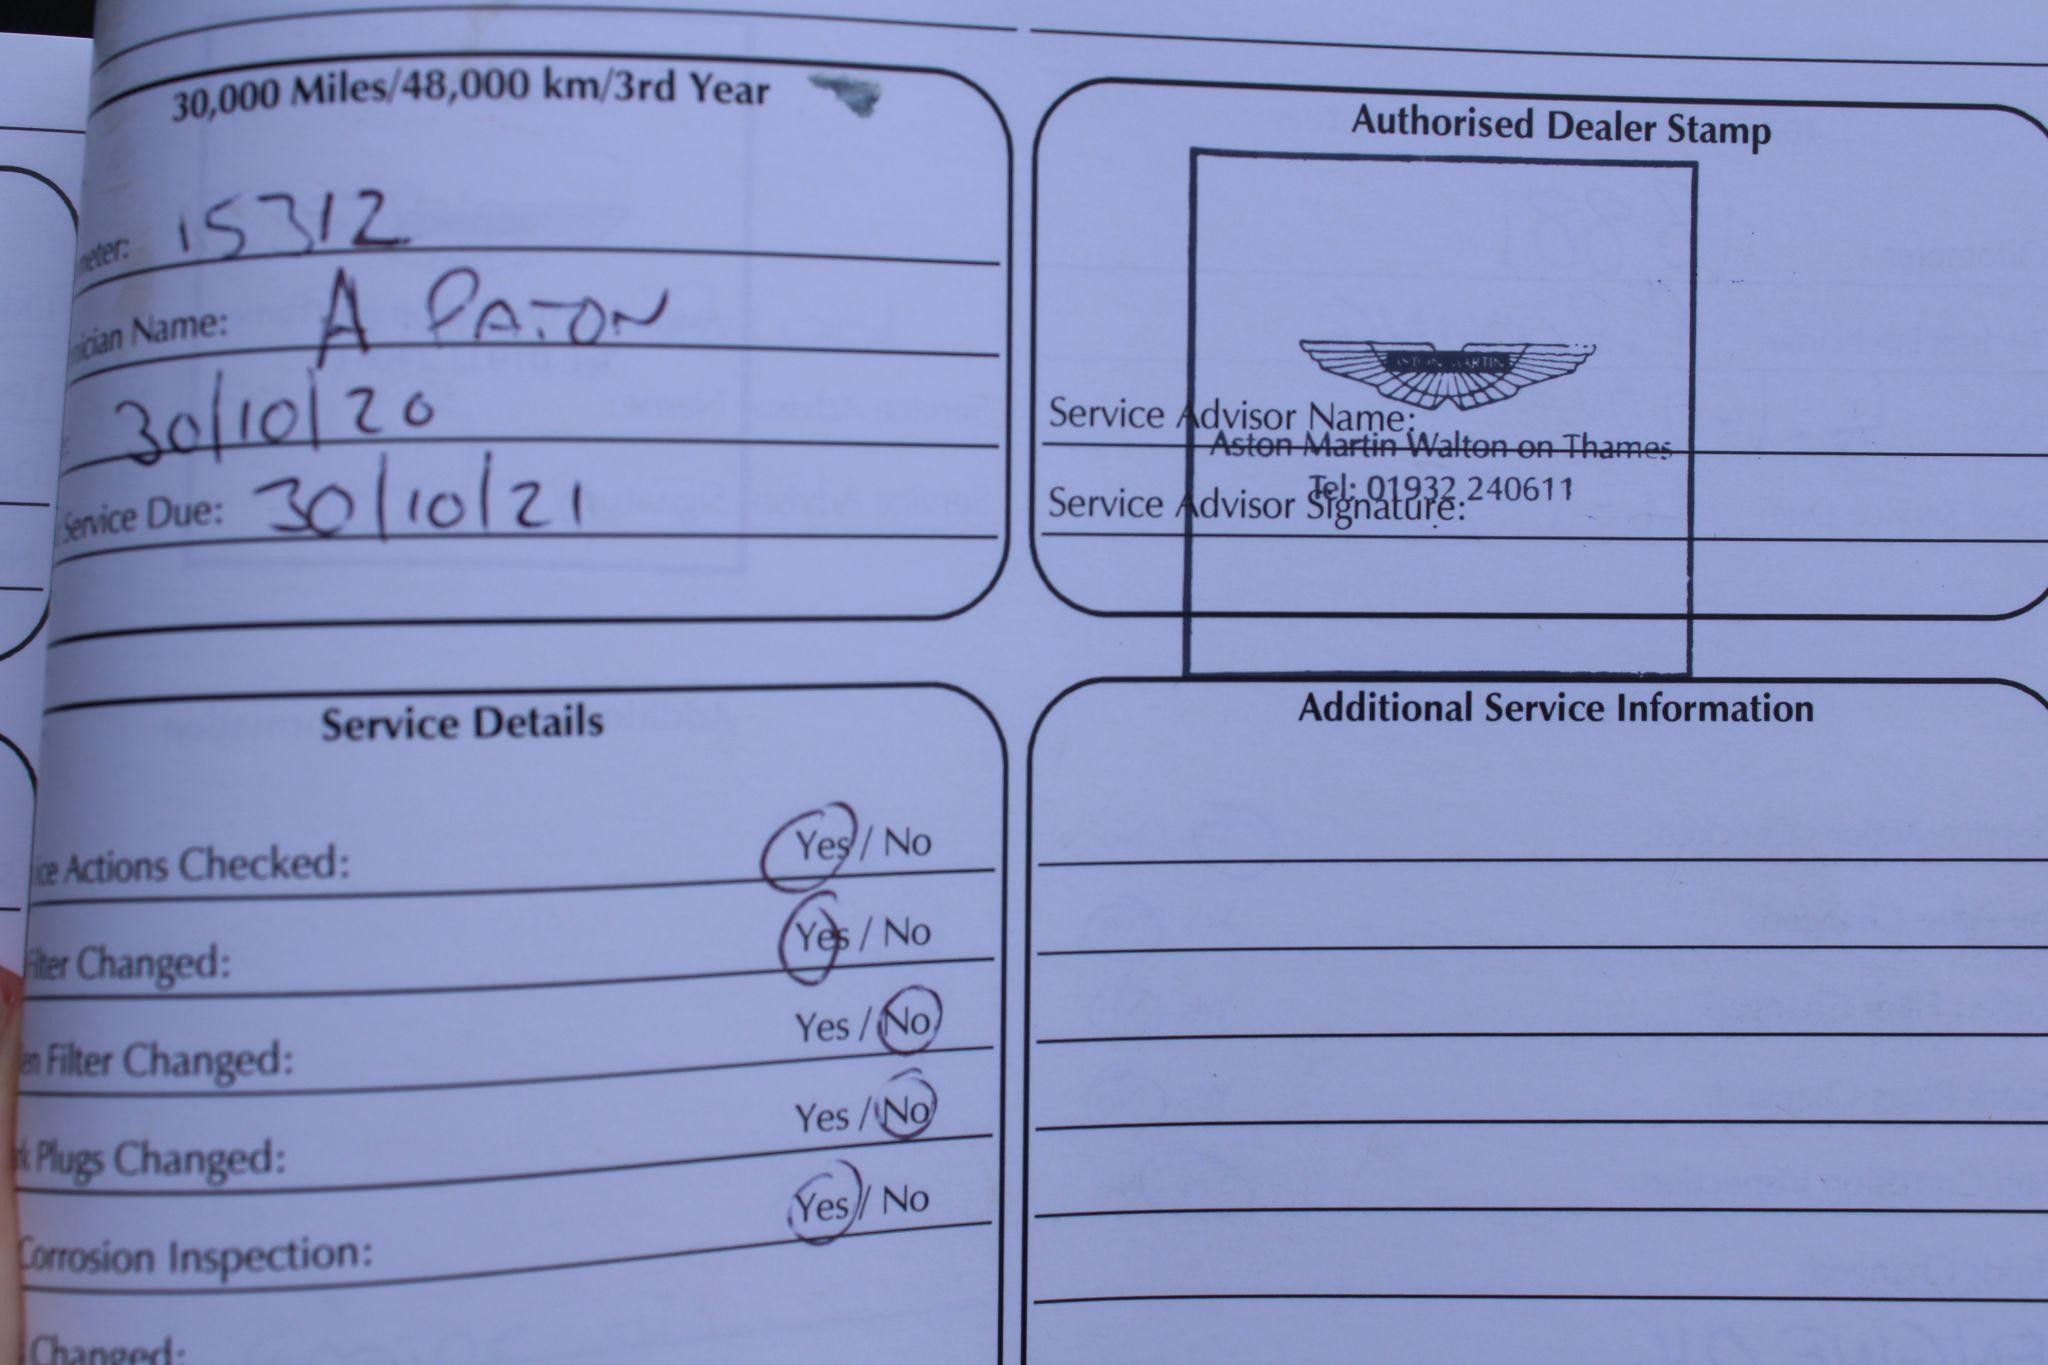 30,000 Miles/48,000 km/3rd Year
meter: 15312
nician Name: A PATON
30/10/20
Service Due: 30/10/21
Authorised Dealer Stamp
ASTON MARTIN
Service Advisor Name:
Aston Martin Walton on Thames
Tel: 01932 240611
Service Advisor Signature:
Service Details
ice Actions Checked: Yes / No
Filter Changed: Yes / No
en Filter Changed: Yes / No
rk Plugs Changed: Yes / No
Corrosion Inspection: Yes / No
Changed:
Additional Service Information